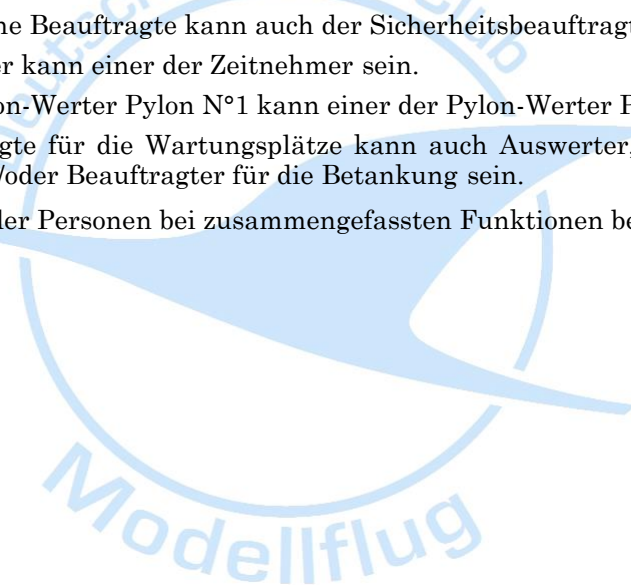 ne Beauftragte kann auch der Sicherheitsbeauftragt
er kann einer der Zeitnehmer sein.
on-Werter Pylon N°1 kann einer der Pylon-Werter
gte für die Wartungsplätze kann auch Auswerter,
/oder Beauftragter für die Betankung sein.
der Personen bei zusammengefassten Funktionen be
Deutsc
Club
Modellflug